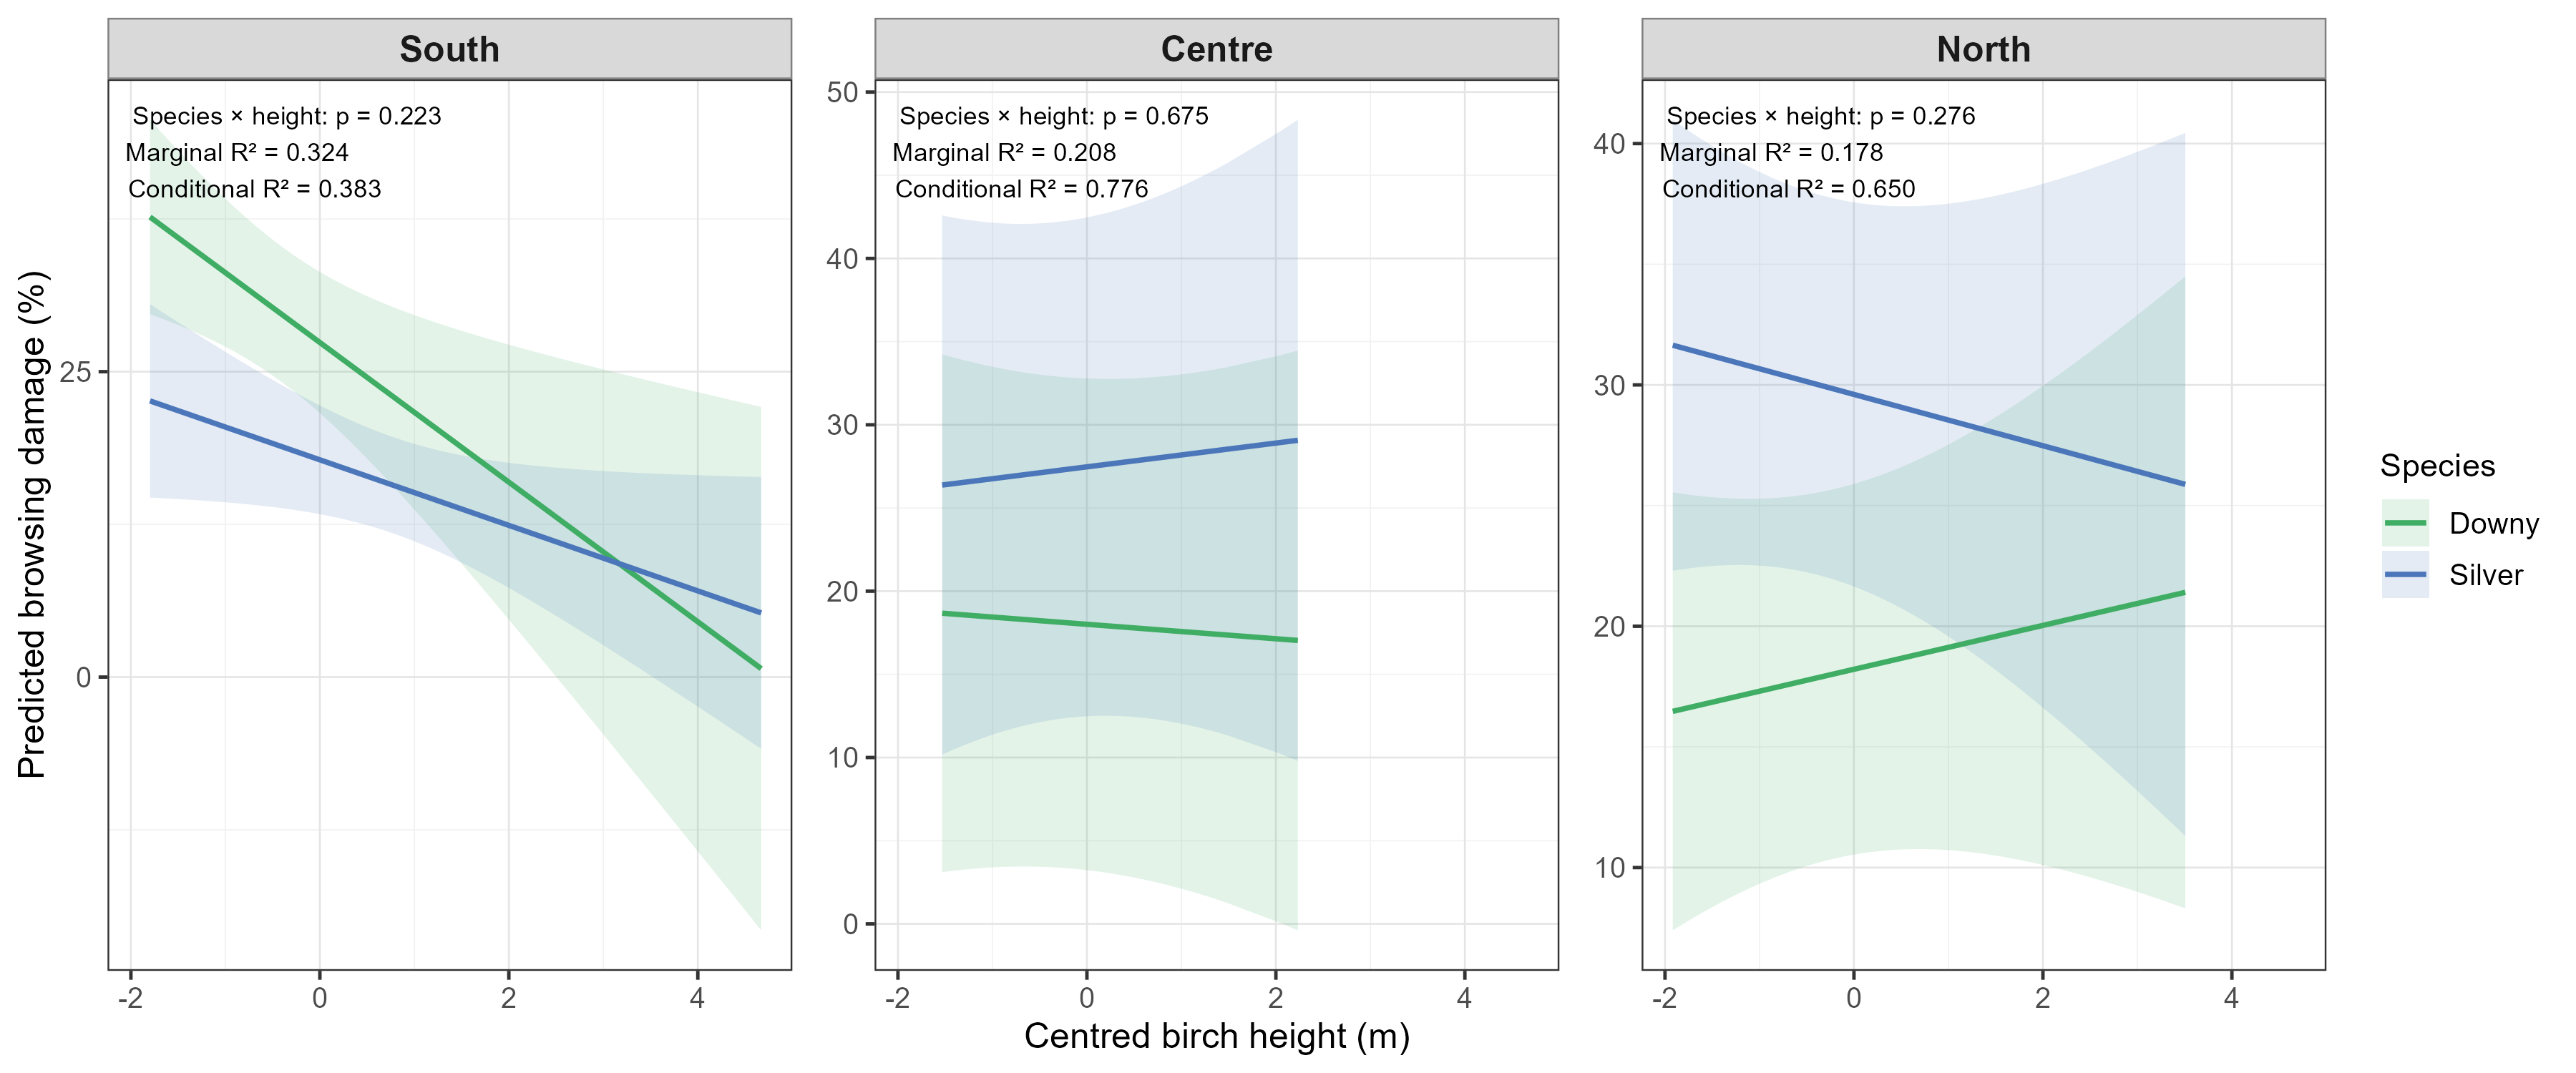 South
Centre
North
Species × height: p = 0.223
Marginal R² = 0.324
Conditional R² = 0.383
Species × height: p = 0.675
Marginal R² = 0.208
Conditional R² = 0.776
Species × height: p = 0.276
Marginal R² = 0.178
Conditional R² = 0.650
Predicted browsing damage (%)
25
0
50
40
30
20
10
0
40
30
20
10
-2 0 2 4
-2 0 2 4
-2 0 2 4
Centred birch height (m)
Species
Downy
Silver